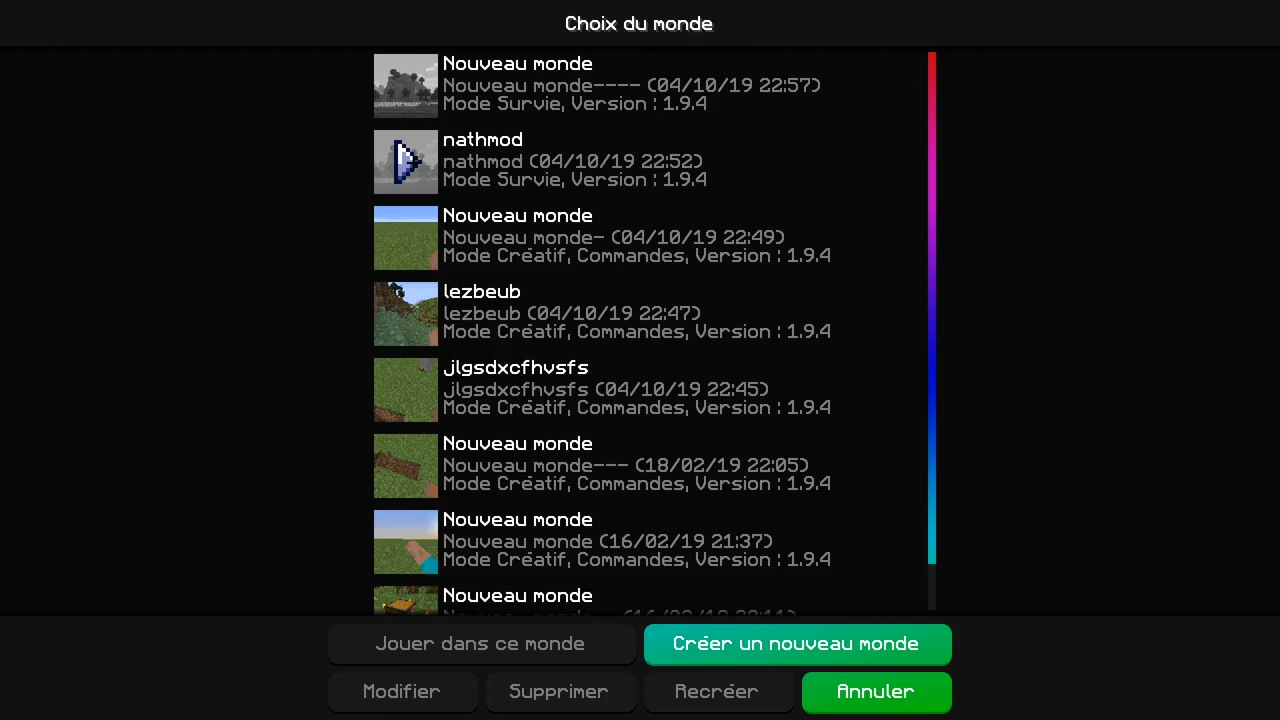 Choix du monde
Nouveau monde
Nouveau monde---- (04/10/19 22:57)
Mode Survie, Version : 1.9.4
nathmod
nathmod (04/10/19 22:52)
Mode Survie, Version : 1.9.4
Nouveau monde
Nouveau monde- (04/10/19 22:49)
Mode Créatif, Commandes, Version : 1.9.4
lezbeub
lezbeub (04/10/19 22:47)
Mode Créatif, Commandes, Version : 1.9.4
jlgsdxcfhvsfs
jlgsdxcfhvsfs (04/10/19 22:45)
Mode Créatif, Commandes, Version : 1.9.4
Nouveau monde
Nouveau monde--- (18/02/19 22:05)
Mode Créatif, Commandes, Version : 1.9.4
Nouveau monde
Nouveau monde (16/02/19 21:37)
Mode Créatif, Commandes, Version : 1.9.4
Nouveau monde
Jouer dans ce monde
Créer un nouveau monde
Modifier
Supprimer
Recréer
Annuler